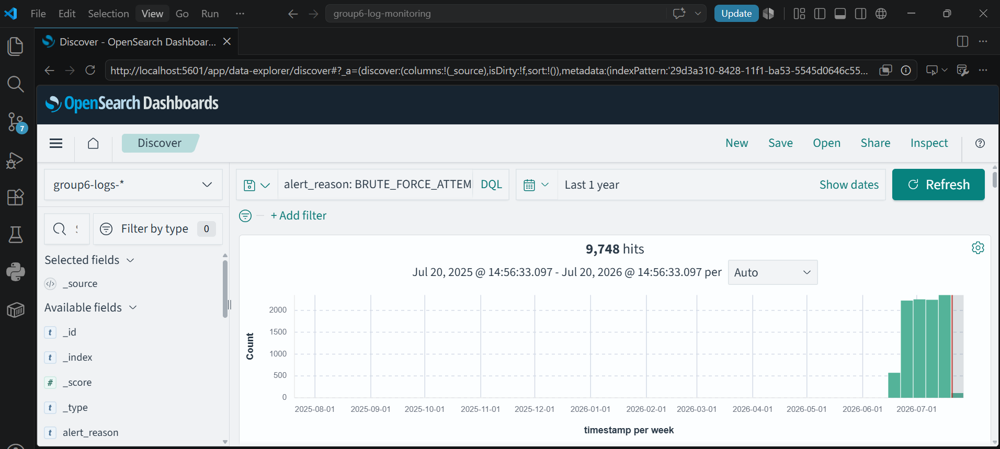 File Edit Selection View Go Run ··· group6-log-monitoring Update
7
Discover - OpenSearch Dashboar...
http://localhost:5601/app/data-explorer/discover#?_a=(discover:(columns:!(_source),isDirty:!f,sort:!()),metadata:(indexPattern:'29d3a310-8428-11f1-ba53-5545d0646c55...
OpenSearch Dashboards
Discover New Save Open Share Inspect
group6-logs-* alert_reason: BRUTE_FORCE_ATTEM DQL Last 1 year Show dates Refresh
+ Add filter
Filter by type 0
9,748 hits
Selected fields
Jul 20, 2025 @ 14:56:33.097 - Jul 20, 2026 @ 14:56:33.097 per Auto
_source
Available fields
t _id
t _index
# _score
t _type
t alert_reason
2000
1500
1000
500
0
Count
2025-08-01 2025-09-01 2025-10-01 2025-11-01 2025-12-01 2026-01-01 2026-02-01 2026-03-01 2026-04-01 2026-05-01 2026-06-01 2026-07-01
timestamp per week